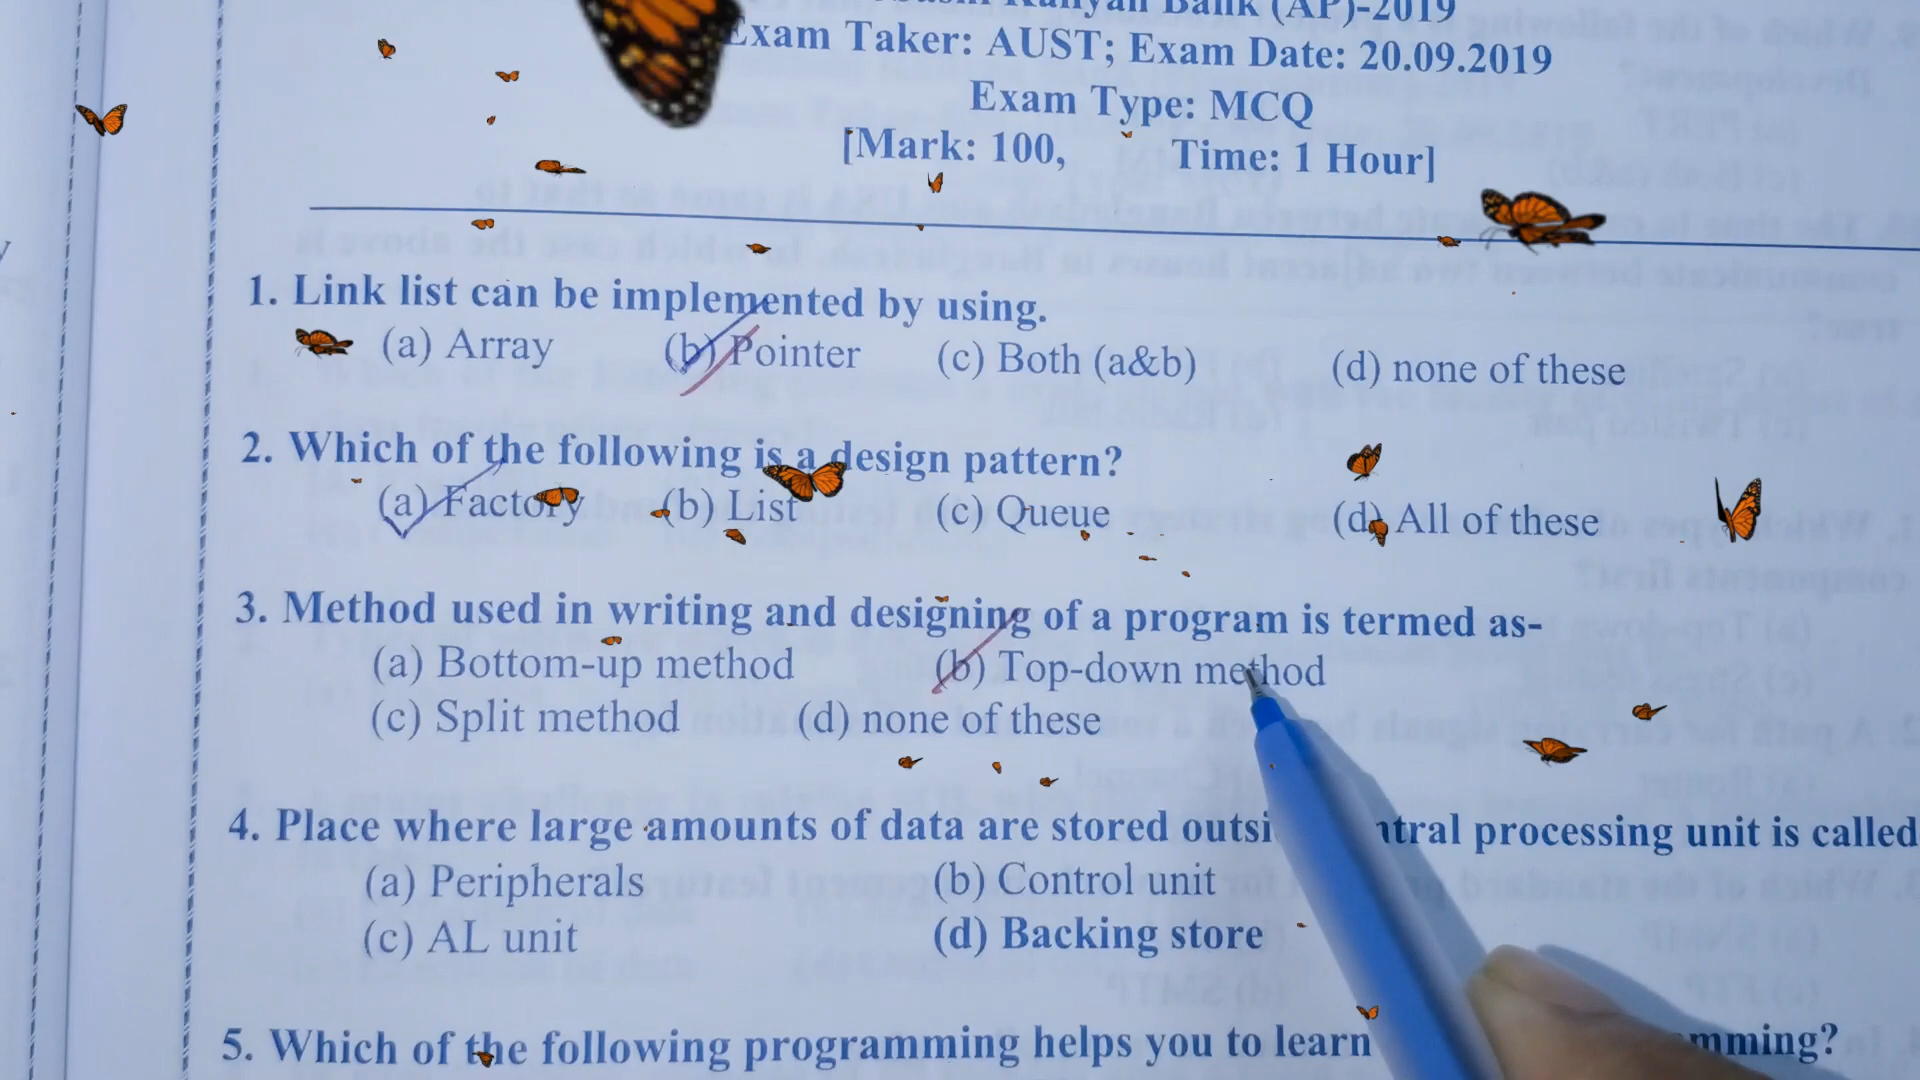 Bank (AP)-2019
Exam Taker: AUST; Exam Date: 20.09.2019
Exam Type: MCQ
[Mark: 100, Time: 1 Hour]
1. Link list can be implemented by using.
(a) Array (b) Pointer (c) Both (a&b) (d) none of these
2. Which of the following is a design pattern?
(a) Factory (b) List (c) Queue (d) All of these
3. Method used in writing and designing of a program is termed as-
(a) Bottom-up method (b) Top-down method
(c) Split method (d) none of these
4. Place where large amounts of data are stored processing unit is called
(a) Peripherals (b) Control unit
(c) AL unit (d) Backing store
5. Which of the following programming helps you to learn